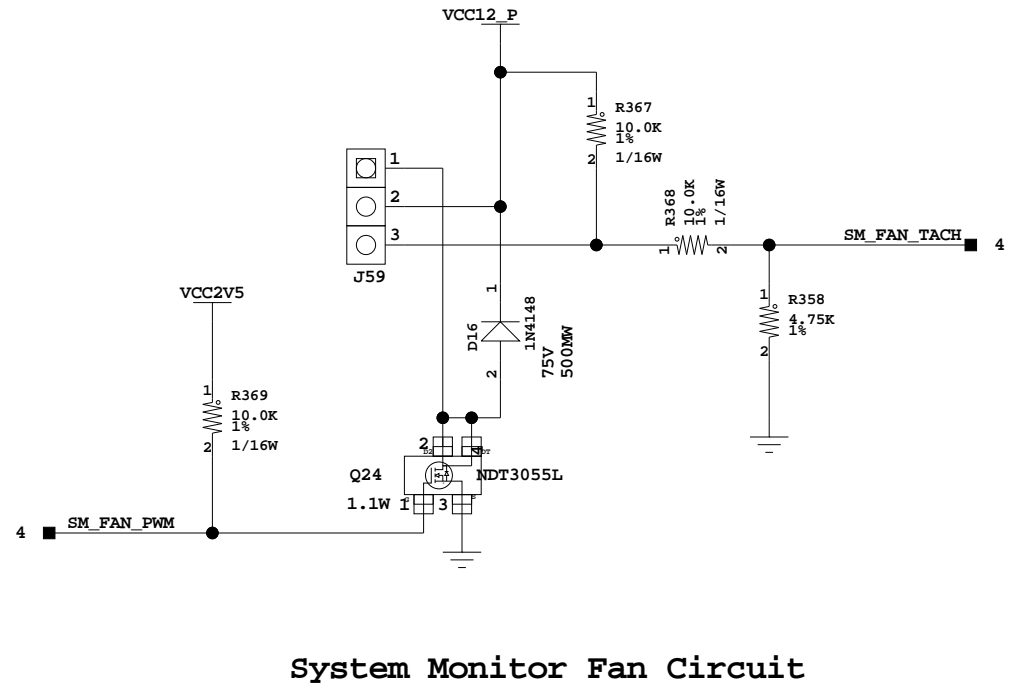 VCC12_P
1
R367
10.0K
1%
2
1/16W
1
2
3
J59
R368
10.0K
1%
1/16W
1
2
SM_FAN_TACH
4
1
R358
4.75K
1%
2
VCC2V5
1
R369
10.0K
1%
2
1/16W
1
D16
1N4148
2
75V
500MW
2
4
Q24
NDT3055L
1.1W
1
3
4
SM_FAN_PWM
System Monitor Fan Circuit